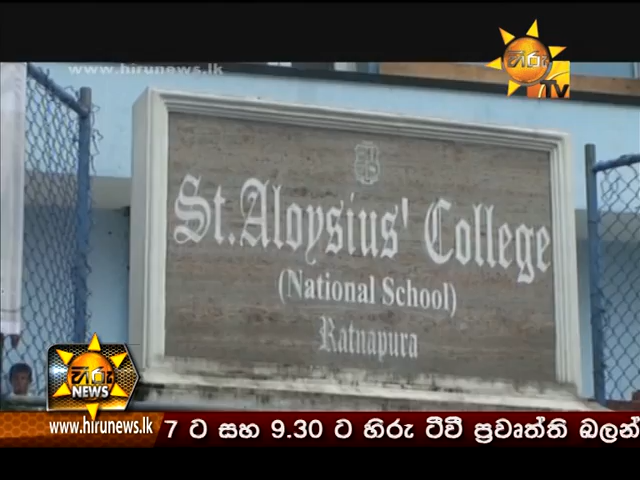 www.hirunews.lk
හිරු
TV
St. Aloysius' College
(National School)
Ratnapura
හිරු
NEWS
www.hirunews.lk 7 ට සහ 9.30 ට හිරු ටීවී ප්‍රවෘත්ති බලන්